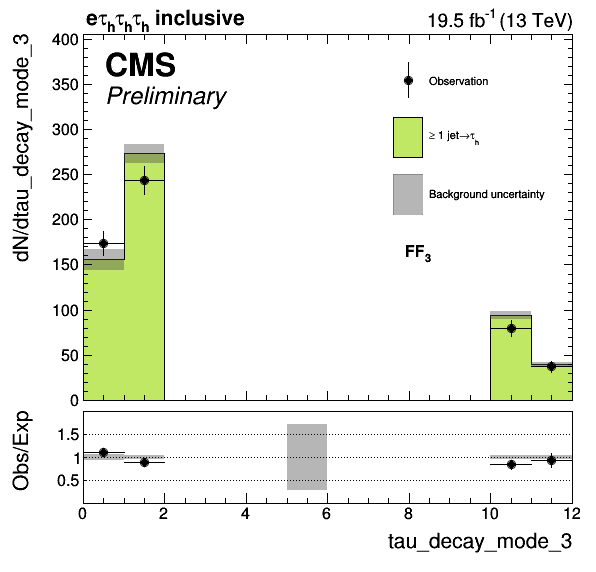 eτhτhτh inclusive
19.5 fb-1 (13 TeV)
CMS
Preliminary
Observation
≥ 1 jet→τh
Background uncertainty
FF3
dN/dtau_decay_mode_3
400
350
300
250
200
150
100
50
0
Obs/Exp
1.5
1
0.5
0 2 4 6 8 10 12
tau_decay_mode_3